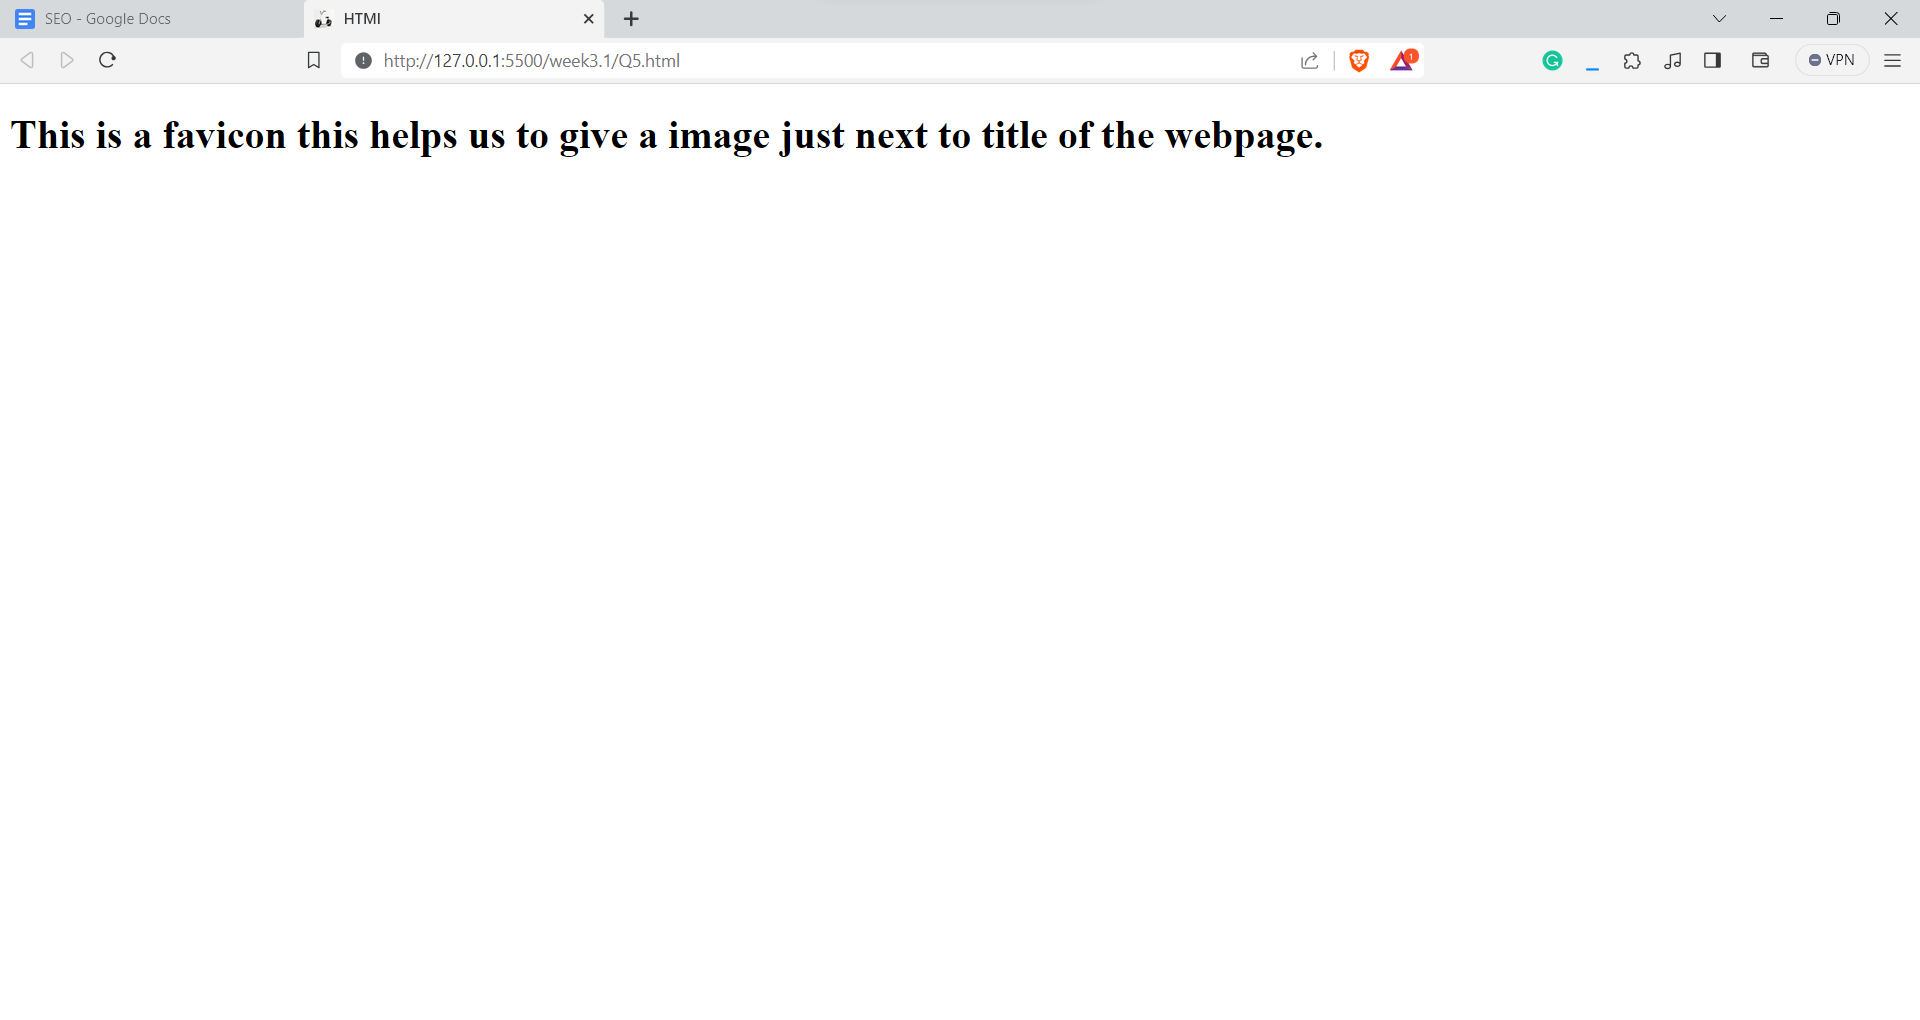 SEO - Google Docs
HTMl
http://127.0.0.1:5500/week3.1/Q5.html
1
VPN
This is a favicon this helps us to give a image just next to title of the webpage.